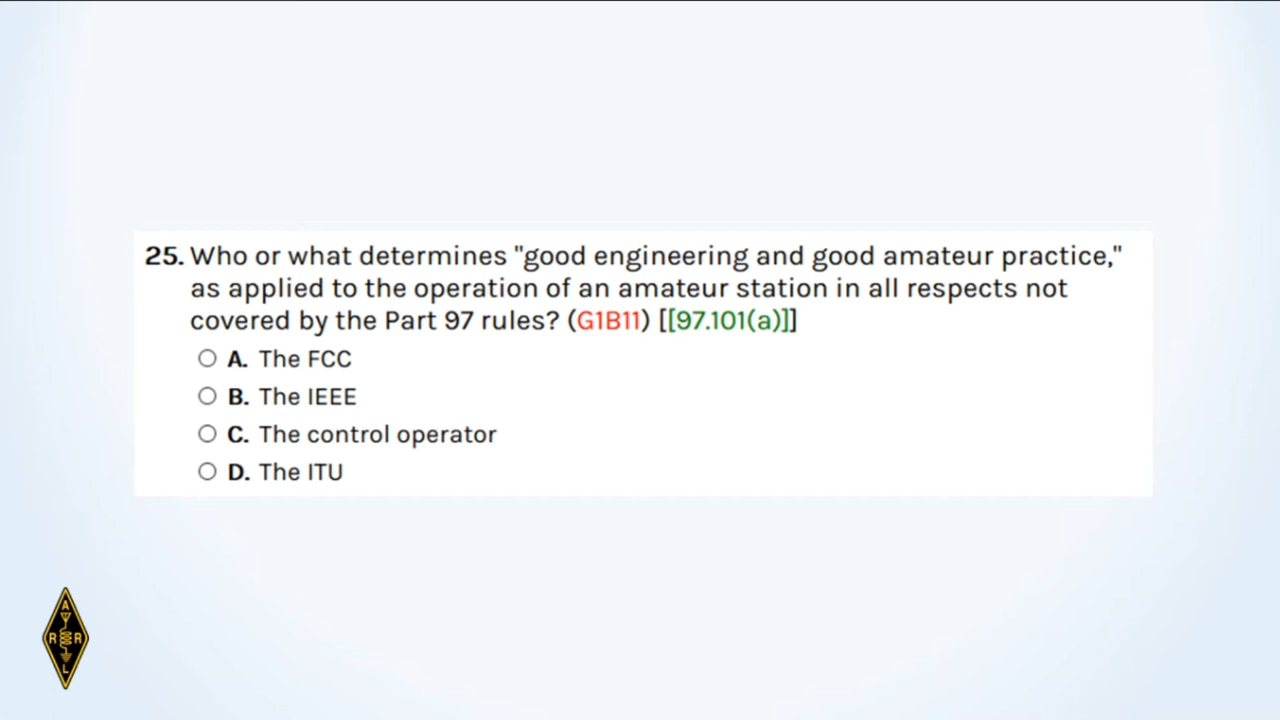 25. Who or what determines "good engineering and good amateur practice,"
as applied to the operation of an amateur station in all respects not
covered by the Part 97 rules? (G1B11) [[97.101(a)]]
A. The FCC
B. The IEEE
C. The control operator
D. The ITU
A
R R
L